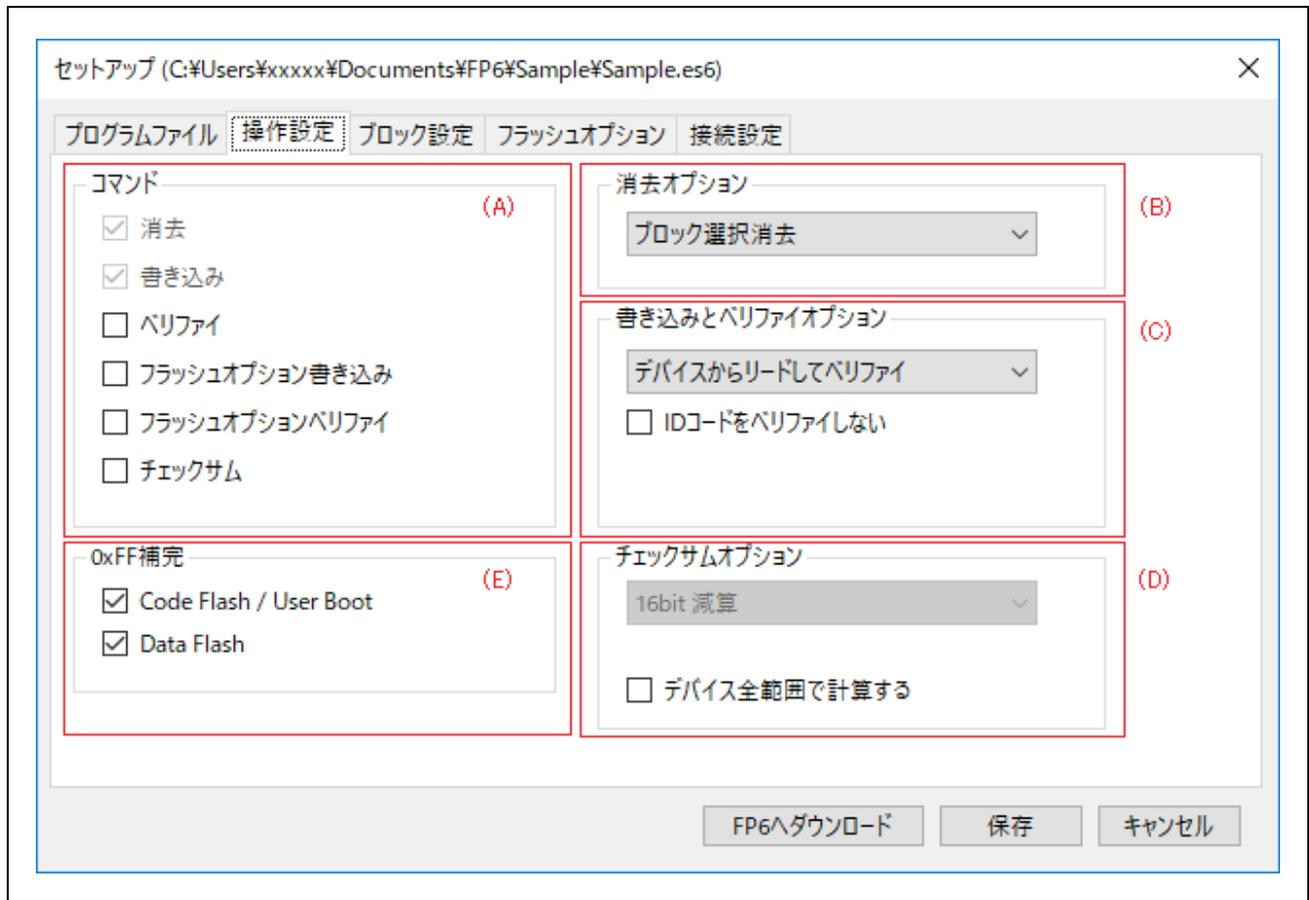 セットアップ (C:¥Users¥xxxxx¥Documents¥FP6¥Sample¥Sample.es6)
プログラムファイル 操作設定 ブロック設定 フラッシュオプション 接続設定
コマンド
(A)
消去
書き込み
ベリファイ
フラッシュオプション書き込み
フラッシュオプションベリファイ
チェックサム
消去オプション
(B)
ブロック選択消去
書き込みとベリファイオプション
(C)
デバイスからリードしてベリファイ
IDコードをベリファイしない
0xFF補完
(E)
Code Flash / User Boot
Data Flash
チェックサムオプション
(D)
16bit 減算
デバイス全範囲で計算する
FP6へダウンロード 保存 キャンセル